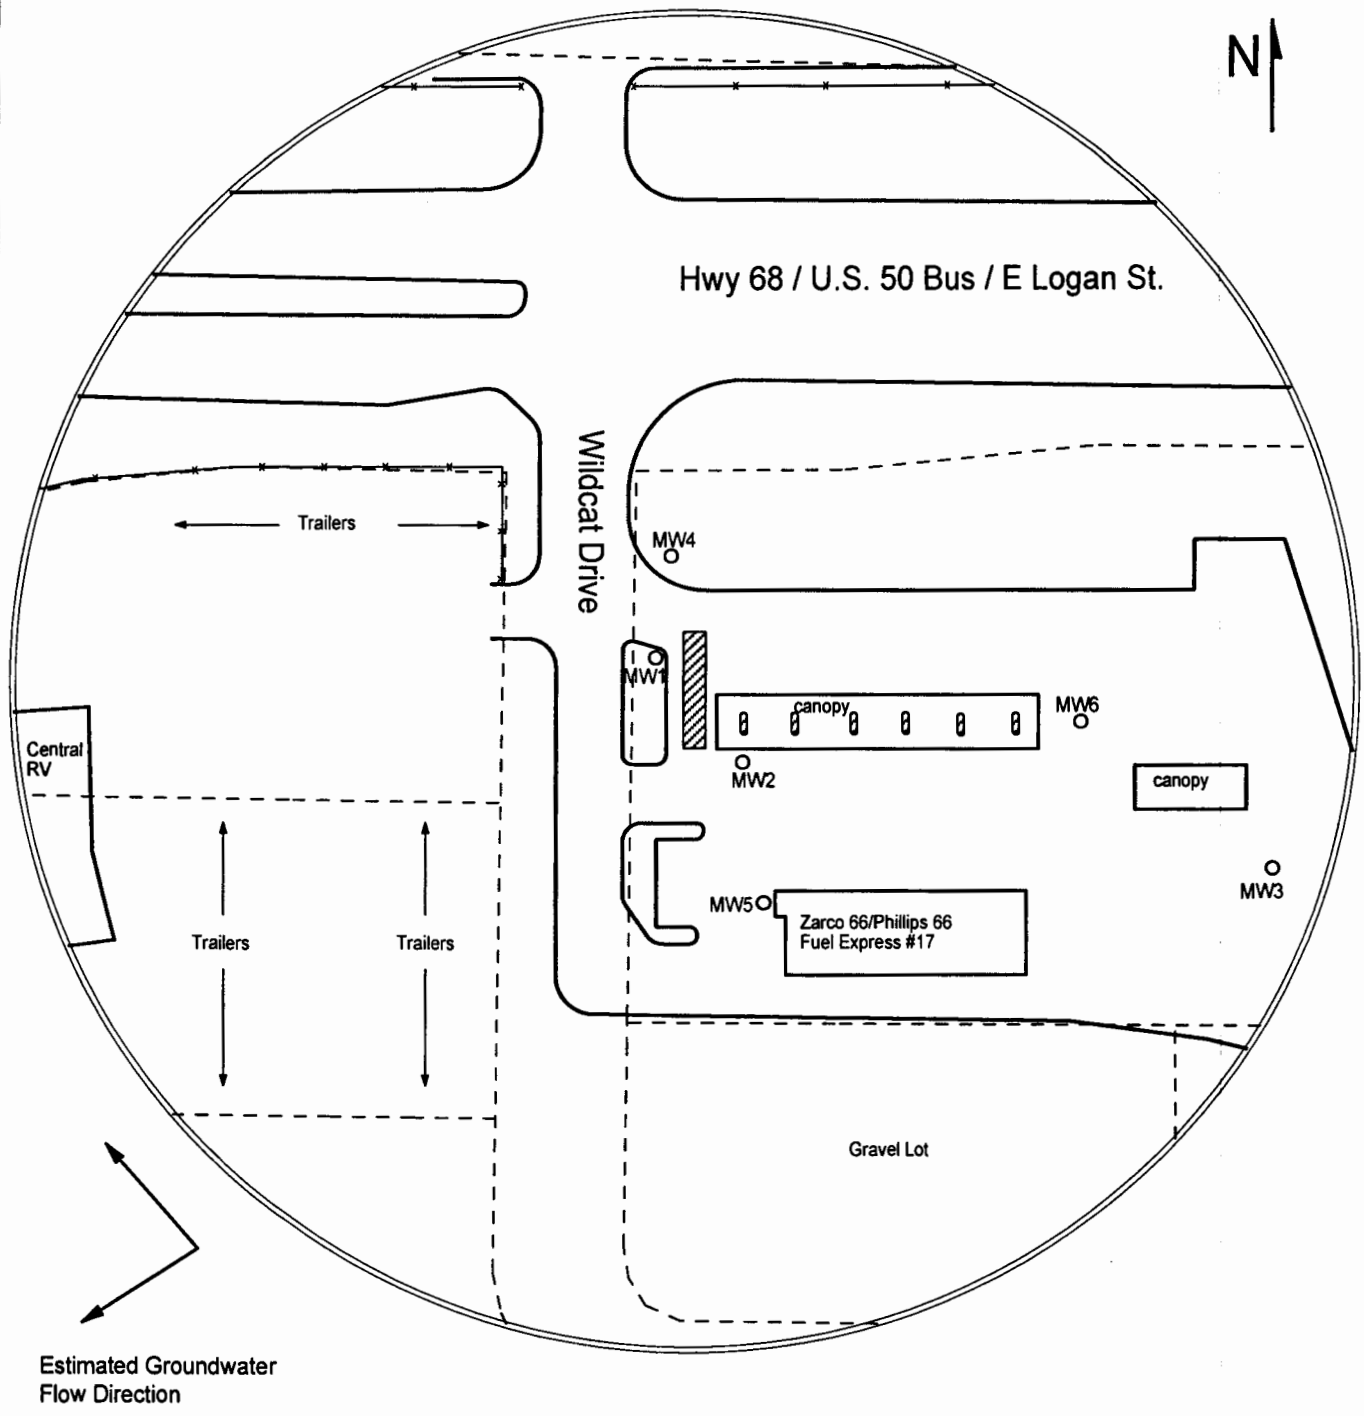 N
Hwy 68 / U.S. 50 Bus / E Logan St.
Wildcat Drive
Trailers
MW4
MW1
canopy
MW6
MW2
Central
RV
canopy
MW3
MW5
Zarco 66/Phillips 66
Fuel Express #17
Trailers
Trailers
Gravel Lot
Estimated Groundwater
Flow Direction